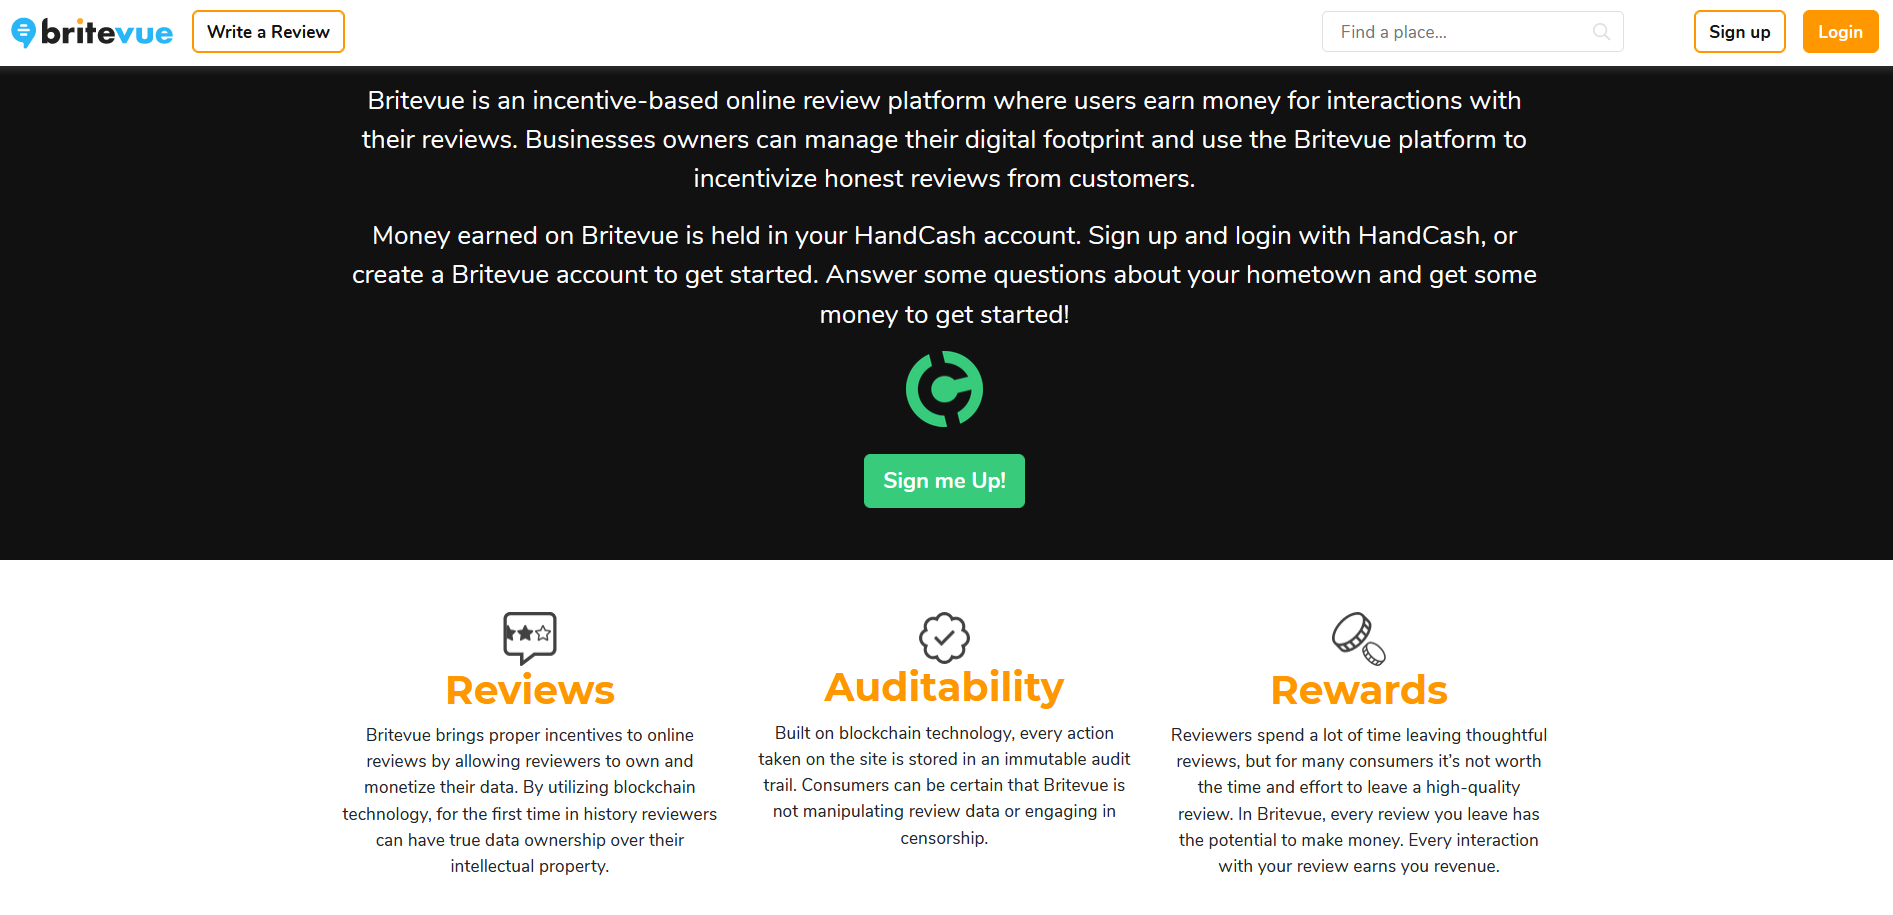 britevue
Write a Review
Find a place...
Sign up
Login
Britevue is an incentive-based online review platform where users earn money for interactions with
their reviews. Businesses owners can manage their digital footprint and use the Britevue platform to
incentivize honest reviews from customers.
Money earned on Britevue is held in your HandCash account. Sign up and login with HandCash, or
create a Britevue account to get started. Answer some questions about your hometown and get some
money to get started!
Sign me Up!
Reviews
Britevue brings proper incentives to online
reviews by allowing reviewers to own and
monetize their data. By utilizing blockchain
technology, for the first time in history reviewers
can have true data ownership over their
intellectual property.
Auditability
Built on blockchain technology, every action
taken on the site is stored in an immutable audit
trail. Consumers can be certain that Britevue is
not manipulating review data or engaging in
censorship.
Rewards
Reviewers spend a lot of time leaving thoughtful
reviews, but for many consumers it’s not worth
the time and effort to leave a high-quality
review. In Britevue, every review you leave has
the potential to make money. Every interaction
with your review earns you revenue.